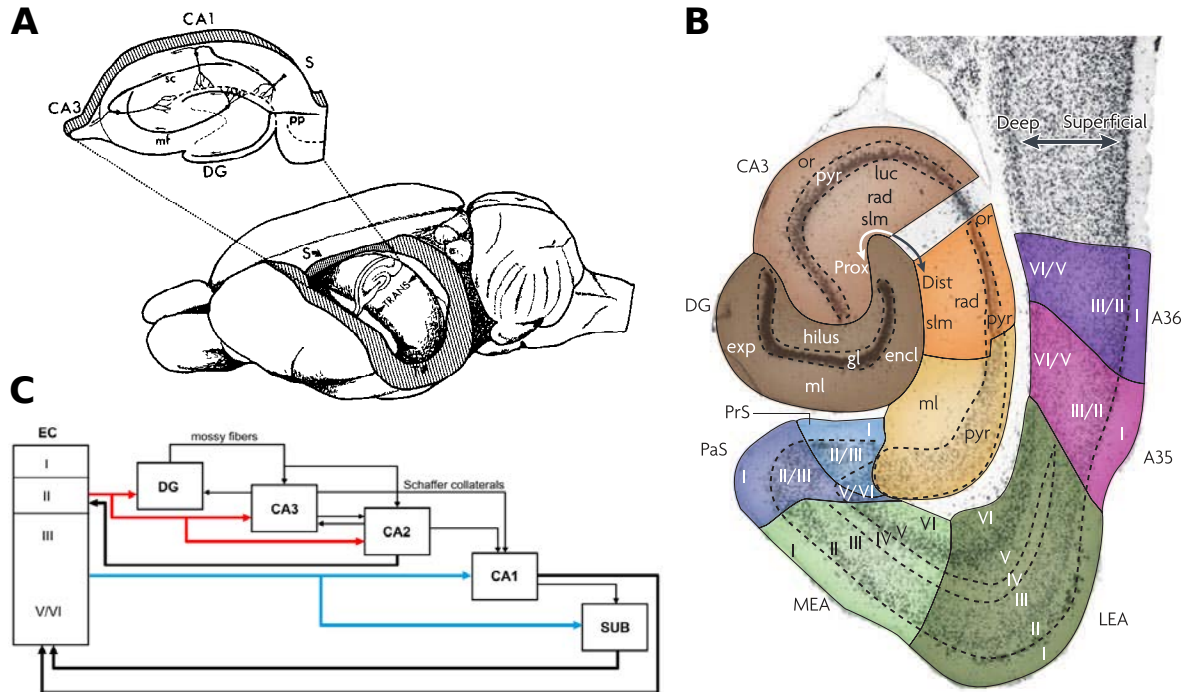 A
CA1
S
sc
CA3
pp
mf
DG
S
TRANS
B
Deep
Superficial
CA3
or
pyr
luc
rad
slm
or
Prox
Dist
rad
slm
pyr
VI/V
III/II
I
A36
DG
hilus
exp
gl
encl
ml
VI/V
III/II
I
A35
ml
PrS
I
pyr
PaS
II/III
I
II/III
V/VI
VI
V
IV
III
II
I
MEA
VI
V
IV
III
II
I
LEA
C
EC
mossy fibers
I
DG
II
CA3
Schaffer collaterals
III
CA2
CA1
V/VI
SUB